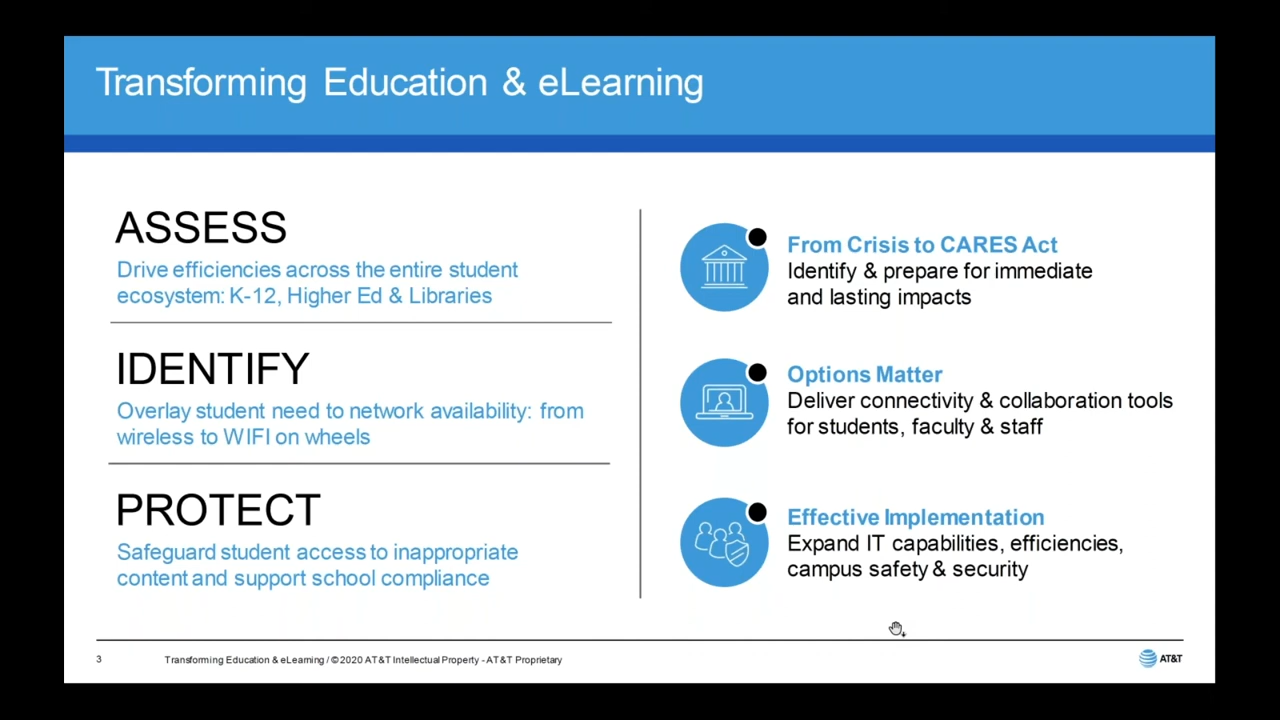 Transforming Education & eLearning
ASSESS
Drive efficiencies across the entire student
ecosystem: K-12, Higher Ed & Libraries
IDENTIFY
Overlay student need to network availability: from
wireless to WIFI on wheels
PROTECT
Safeguard student access to inappropriate
content and support school compliance
From Crisis to CARES Act
Identify & prepare for immediate
and lasting impacts
Options Matter
Deliver connectivity & collaboration tools
for students, faculty & staff
Effective Implementation
Expand IT capabilities, efficiencies,
campus safety & security
3
Transforming Education & eLearning / © 2020 AT&T Intellectual Property - AT&T Proprietary
AT&T